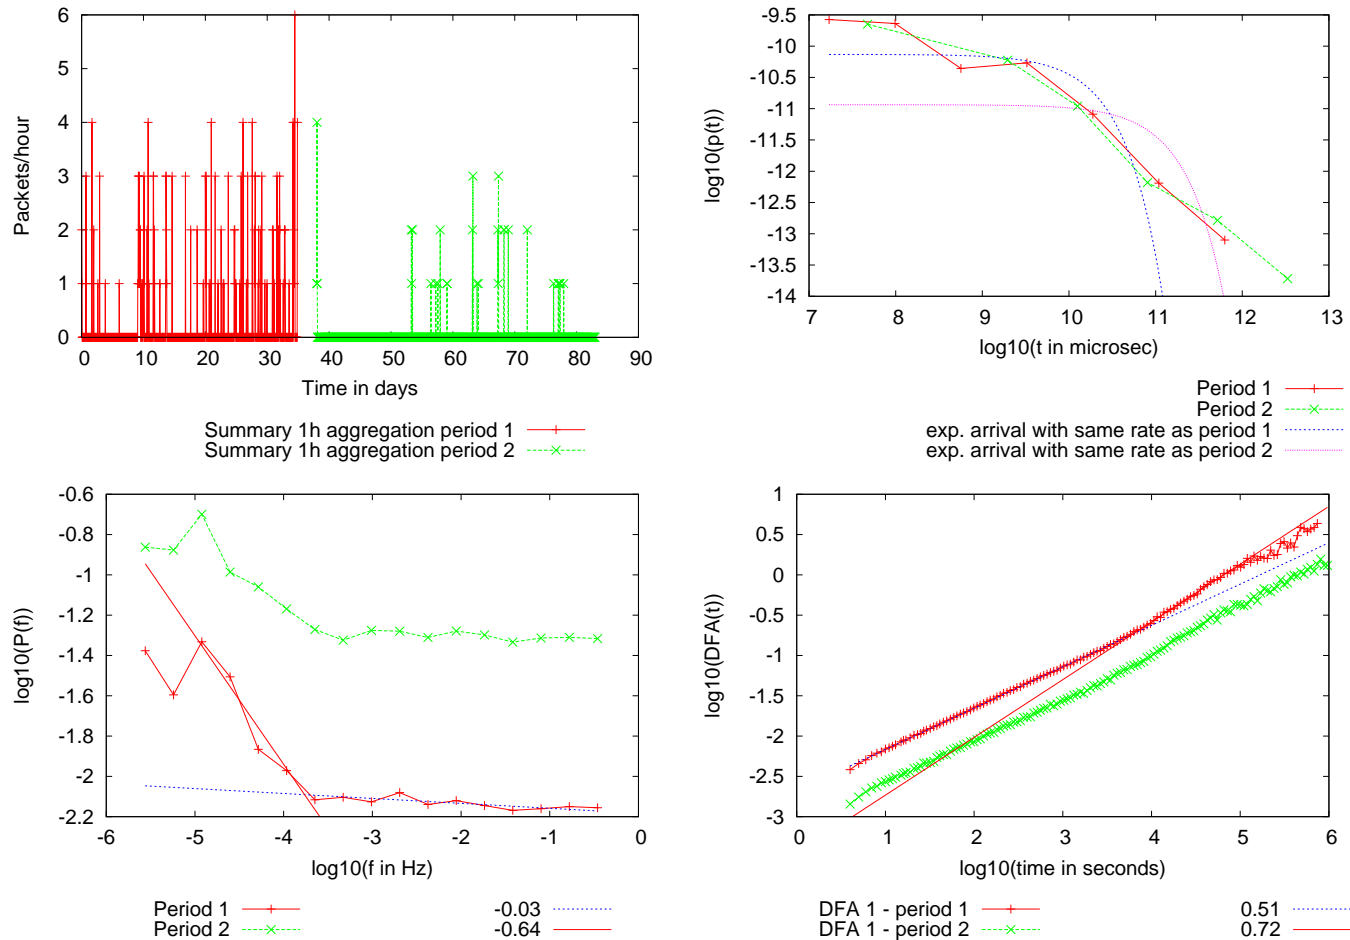 6
5
4
3
2
1
0
Packets/hour
0 10 20 30 40 50 60 70 80 90
Time in days
Summary 1h aggregation period 1
Summary 1h aggregation period 2
-9.5
-10
-10.5
-11
-11.5
-12
-12.5
-13
-13.5
-14
log10(p(t))
7 8 9 10 11 12 13
log10(t in microsec)
Period 1
Period 2
exp. arrival with same rate as period 1
exp. arrival with same rate as period 2
-0.6
-0.8
-1
-1.2
-1.4
-1.6
-1.8
-2
-2.2
log10(P(f))
-6 -5 -4 -3 -2 -1 0
log10(f in Hz)
Period 1 -0.03
Period 2 -0.64
1
0.5
0
-0.5
-1
-1.5
-2
-2.5
-3
log10(DFA(t))
0 1 2 3 4 5 6
log10(time in seconds)
DFA 1 - period 1 0.51
DFA 1 - period 2 0.72